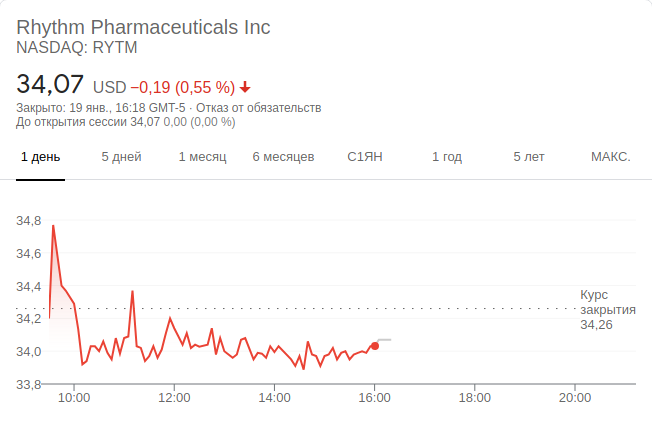 Rhythm Pharmaceuticals Inc
NASDAQ: RYTM
34,07 USD −0,19 (0,55 %)
Закрыто: 19 янв., 16:18 GMT-5 · Отказ от обязательств
До открытия сессии 34,07 0,00 (0,00 %)
1 день 5 дней 1 месяц 6 месяцев С1ЯН 1 год 5 лет МАКС.
34,8
34,6
34,4
34,2
34,0
33,8
Курс
закрытия
34,26
10:00 12:00 14:00 16:00 18:00 20:00